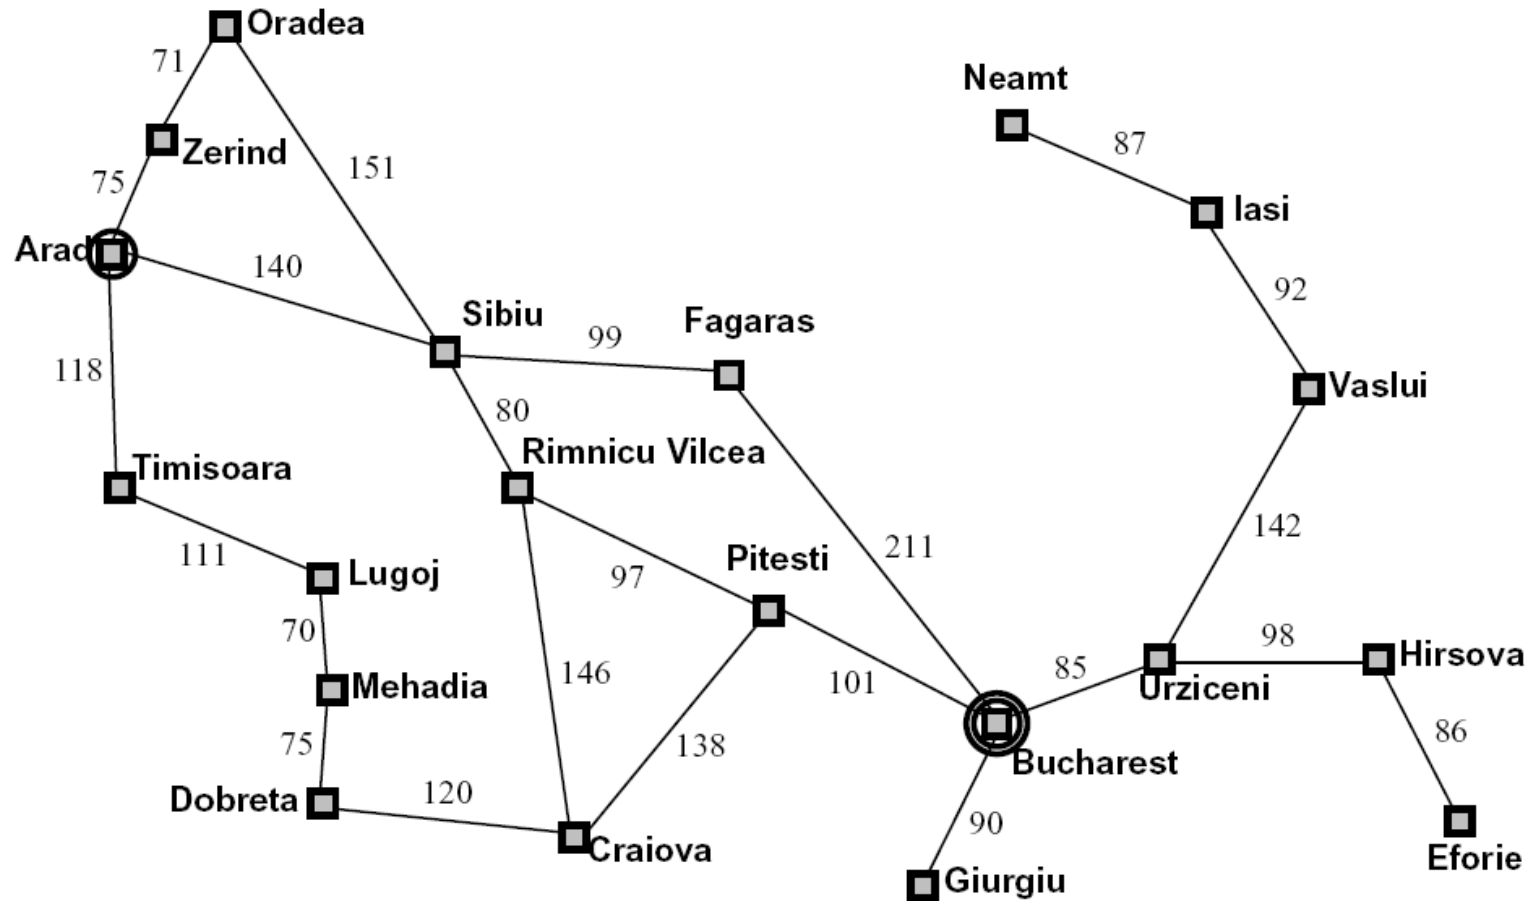 Oradea
71
Neamt
87
Zerind
151
75
Iasi
Arad
140
92
Sibiu
Fagaras
99
118
Vaslui
80
Rimnicu Vilcea
Timisoara
142
211
111
Pitesti
Lugoj
97
70
98
Hirsova
146
85
Mehadia
101
Urziceni
75
138
86
Bucharest
Dobreta
120
90
Craiova
Eforie
Giurgiu